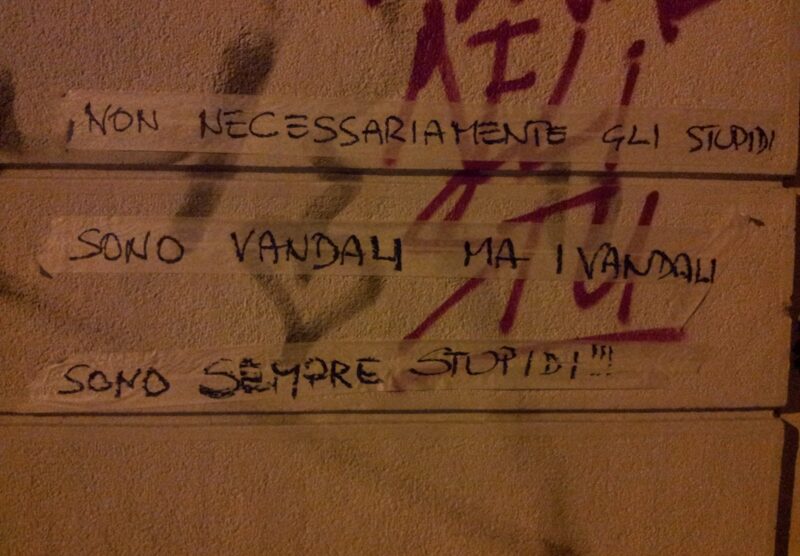 NON NECESSARIAMENTE GLI STUPIDI
SONO VANDALI MA I VANDALI
SONO SEMPRE STUPIDI!!!